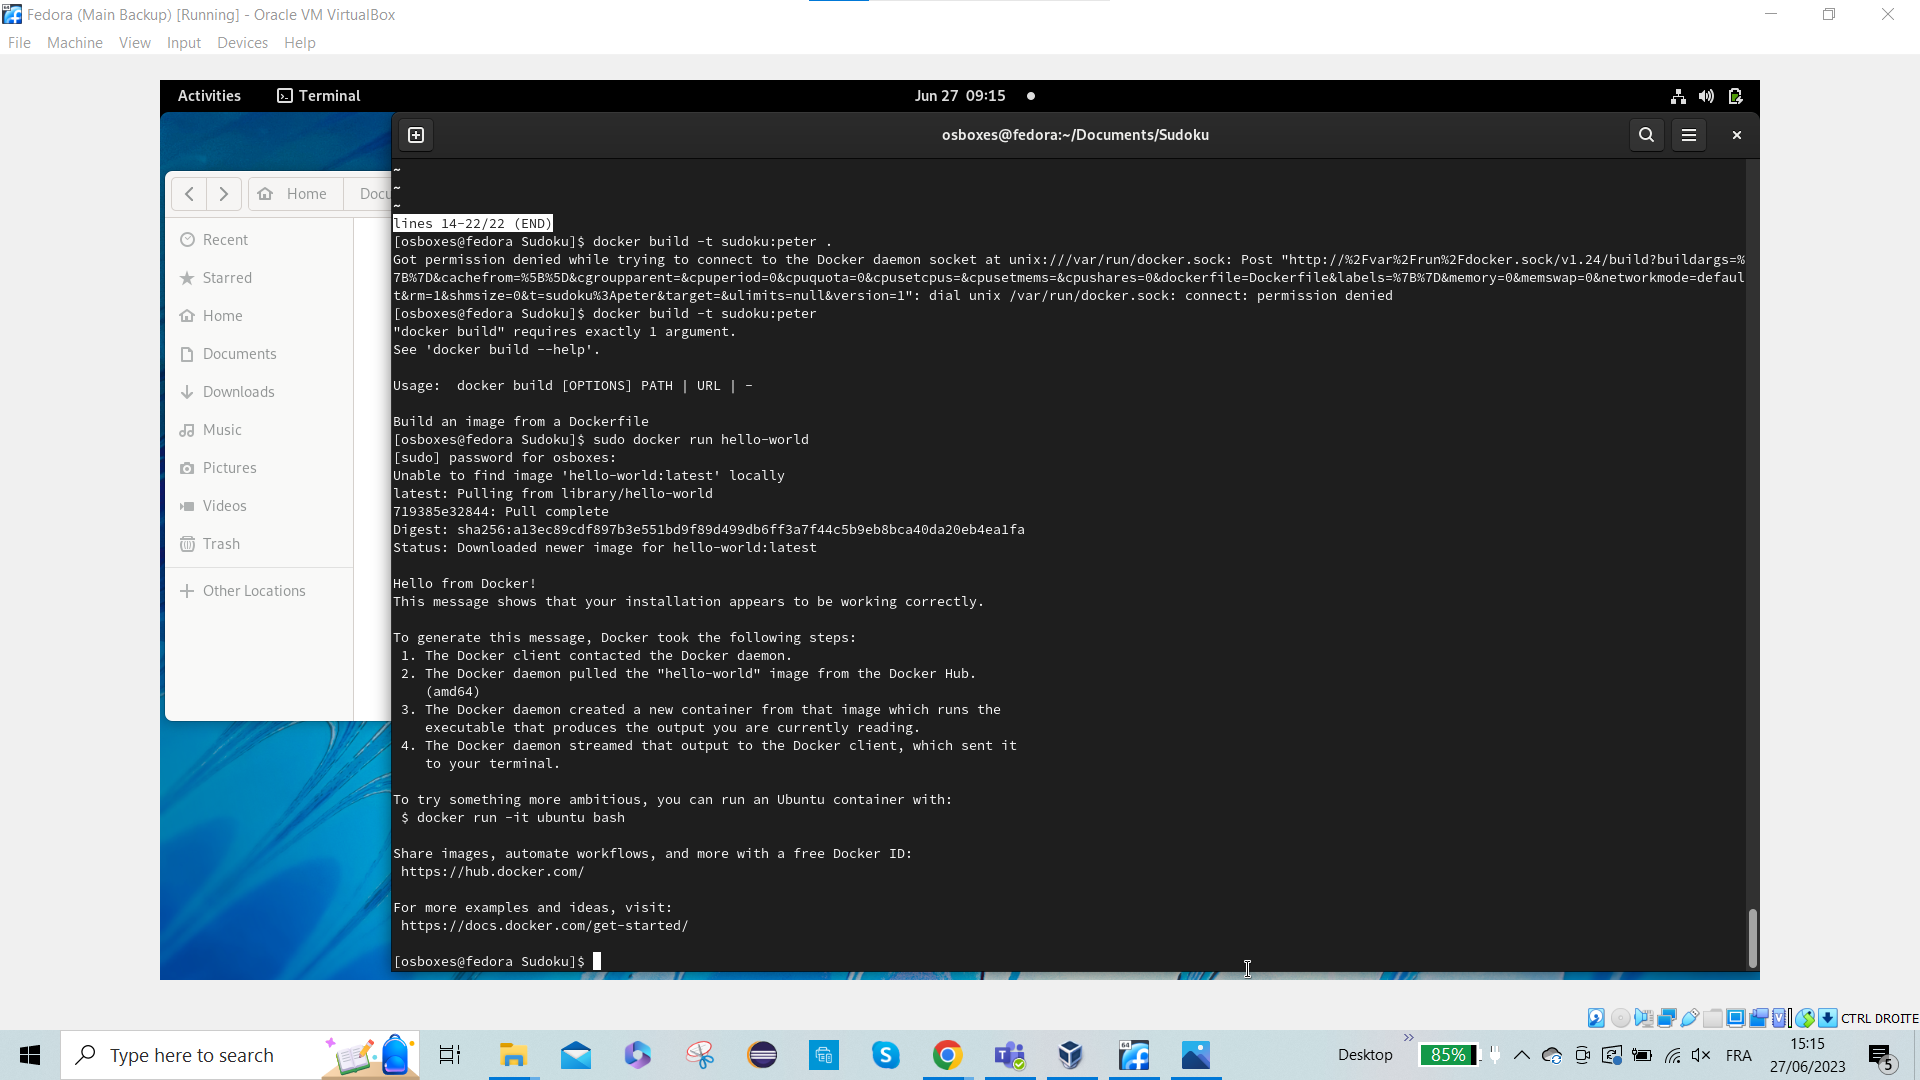 Fedora (Main Backup) [Running] - Oracle VM VirtualBox
File Machine View Input Devices Help
Activities Terminal Jun 27 09:15
osboxes@fedora:~/Documents/Sudoku
Home Docu
Recent
Starred
Home
Documents
Downloads
Music
Pictures
Videos
Trash
Other Locations
~
~
~
lines 14-22/22 (END)
[osboxes@fedora Sudoku]$ docker build -t sudoku:peter .
Got permission denied while trying to connect to the Docker daemon socket at unix:///var/run/docker.sock: Post "http://%2Fvar%2Frun%2Fdocker.sock/v1.24/build?buildargs=%
7B%7D&cachefrom=%5B%5D&cgroupparent=&cpuperiod=0&cpuquota=0&cpusetcpus=&cpusetmems=&cpushares=0&dockerfile=Dockerfile&labels=%7B%7D&memory=0&memswap=0&networkmode=defaul
t&rm=1&shmsize=0&t=sudoku%3Apeter&target=&ulimits=null&version=1": dial unix /var/run/docker.sock: connect: permission denied
[osboxes@fedora Sudoku]$ docker build -t sudoku:peter
"docker build" requires exactly 1 argument.
See 'docker build --help'.
Usage:  docker build [OPTIONS] PATH | URL | -
Build an image from a Dockerfile
[osboxes@fedora Sudoku]$ sudo docker run hello-world
[sudo] password for osboxes:
Unable to find image 'hello-world:latest' locally
latest: Pulling from library/hello-world
719385e32844: Pull complete
Digest: sha256:a13ec89cdf897b3e551bd9f89d499db6ff3a7f44c5b9eb8bca40da20eb4ea1fa
Status: Downloaded newer image for hello-world:latest
Hello from Docker!
This message shows that your installation appears to be working correctly.
To generate this message, Docker took the following steps:
1. The Docker client contacted the Docker daemon.
2. The Docker daemon pulled the "hello-world" image from the Docker Hub.
(amd64)
3. The Docker daemon created a new container from that image which runs the
executable that produces the output you are currently reading.
4. The Docker daemon streamed that output to the Docker client, which sent it
to your terminal.
To try something more ambitious, you can run an Ubuntu container with:
$ docker run -it ubuntu bash
Share images, automate workflows, and more with a free Docker ID:
https://hub.docker.com/
For more examples and ideas, visit:
https://docs.docker.com/get-started/
[osboxes@fedora Sudoku]$
CTRL DROITE
Type here to search
64
Desktop
85%
FRA
15:15
27/06/2023
5